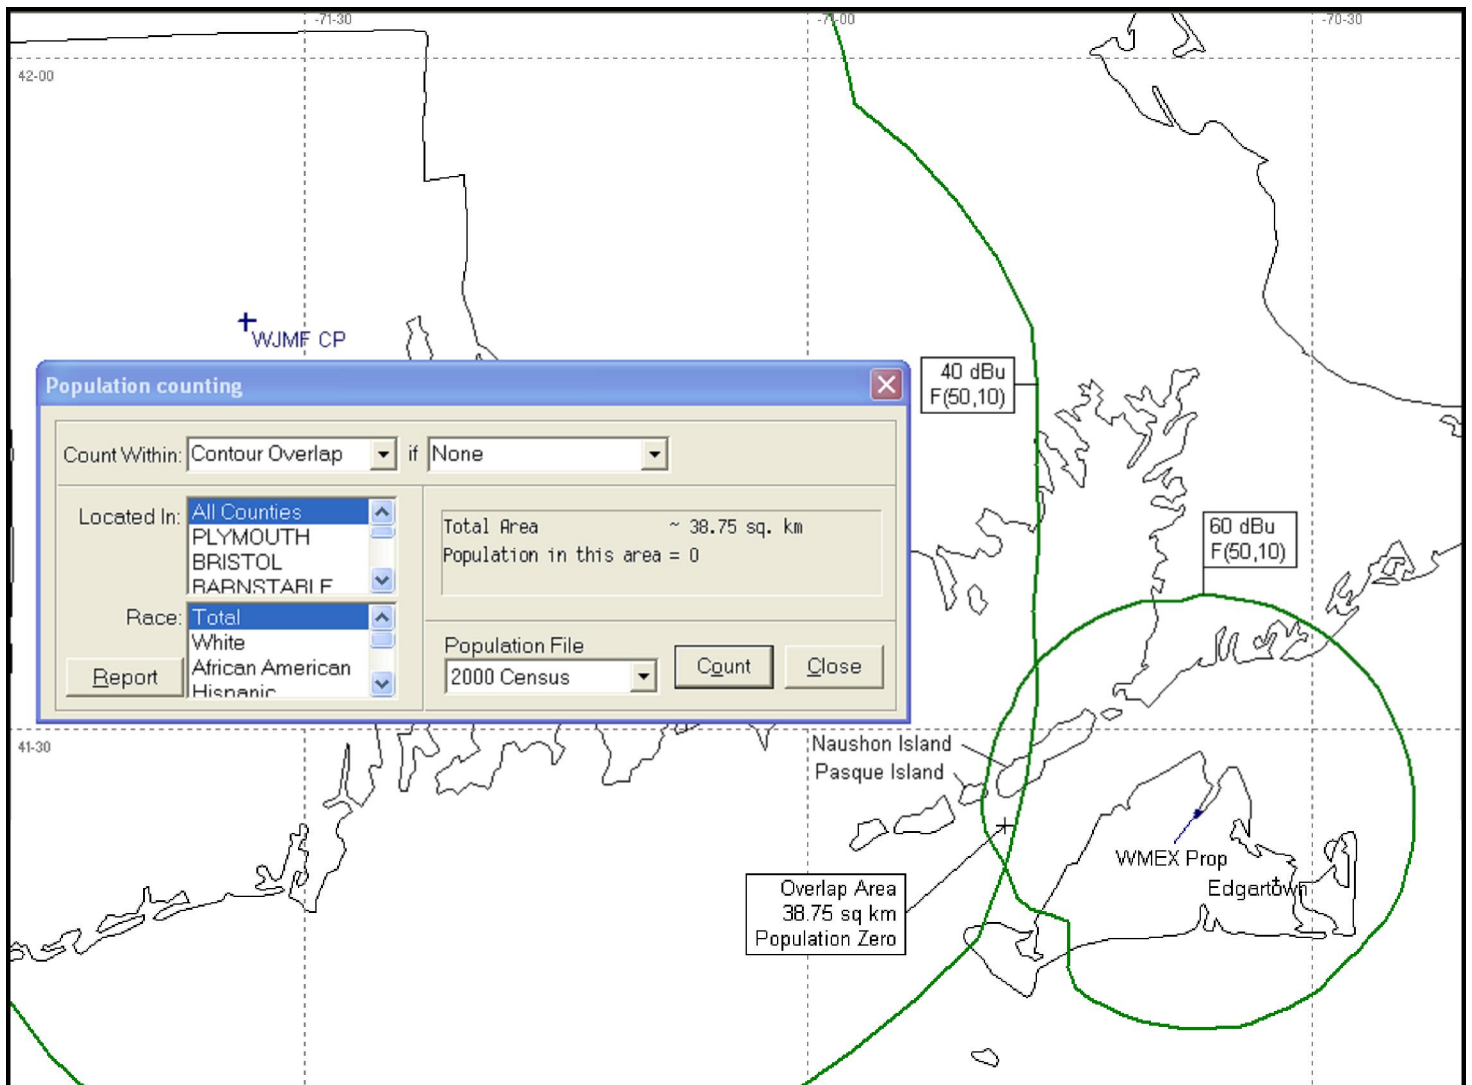 -71-30
-71-00
-70-30
42-00
WJMF CP
Population counting
Count Within:
Contour Overlap
if
None
Located In:
All Counties
PLYMOUTH
BRISTOL
BARNSTABLE
Total Area ~ 38.75 sq. km
Population in this area = 0
Race:
Total
White
African American
Hispanic
Report
Population File
2000 Census
Count
Close
40 dBu
F(50,10)
60 dBu
F(50,10)
41-30
Naushon Island
Pasque Island
WMEX Prop
Edgartown
Overlap Area
38.75 sq km
Population Zero